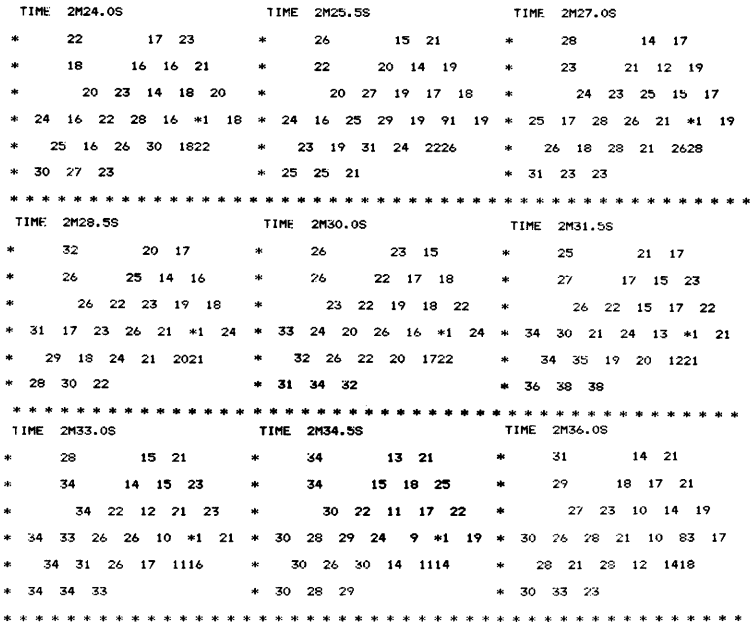 TIME 2M24.0S TIME 2M25.5S TIME 2M27.0S
* 22 17 23 * 26 15 21 * 28 14 17
* 18 16 16 21 * 22 20 14 19 * 23 21 12 19
* 20 23 14 18 20 * 20 27 19 17 18 * 24 23 25 15 17
* 24 16 22 28 16 *1 18 * 24 16 25 29 19 91 19 * 25 17 28 26 21 *1 19
* 25 16 26 30 1822 * 23 19 31 24 2226 * 26 18 28 21 2628
* 30 27 23 * 25 25 21 * 31 23 23
* * * * * * * * * * * * * * * * * * * * * * * * * * * * * * * * * * * * * * * * * * * * *
TIME 2M28.5S TIME 2M30.0S TIME 2M31.5S
* 32 20 17 * 26 23 15 * 25 21 17
* 26 25 14 16 * 26 22 17 18 * 27 17 15 23
* 26 22 23 19 18 * 23 22 19 18 22 * 26 22 15 17 22
* 31 17 23 26 21 *1 24 * 33 24 20 26 16 *1 24 * 34 30 21 24 13 *1 21
* 29 18 24 21 2021 * 32 26 22 20 1722 * 34 35 19 20 1221
* 28 30 22 * 31 34 32 * 36 38 38
* * * * * * * * * * * * * * * * * * * * * * * * * * * * * * * * * * * * * * * * * * * * *
TIME 2M33.0S TIME 2M34.5S TIME 2M36.0S
* 28 15 21 * 34 13 21 * 31 14 21
* 34 14 15 23 * 34 15 18 25 * 29 18 17 21
* 34 22 12 21 23 * 30 22 11 17 22 * 27 23 10 14 19
* 34 33 26 26 10 *1 21 * 30 28 29 24 9 *1 19 * 30 26 28 21 10 83 17
* 34 31 26 17 1116 * 30 26 30 14 1114 * 28 21 28 12 1418
* 34 34 33 * 30 28 29 * 30 33 23
* * * * * * * * * * * * * * * * * * * * * * * * * * * * * * * * * * * * * * * * * * * * *